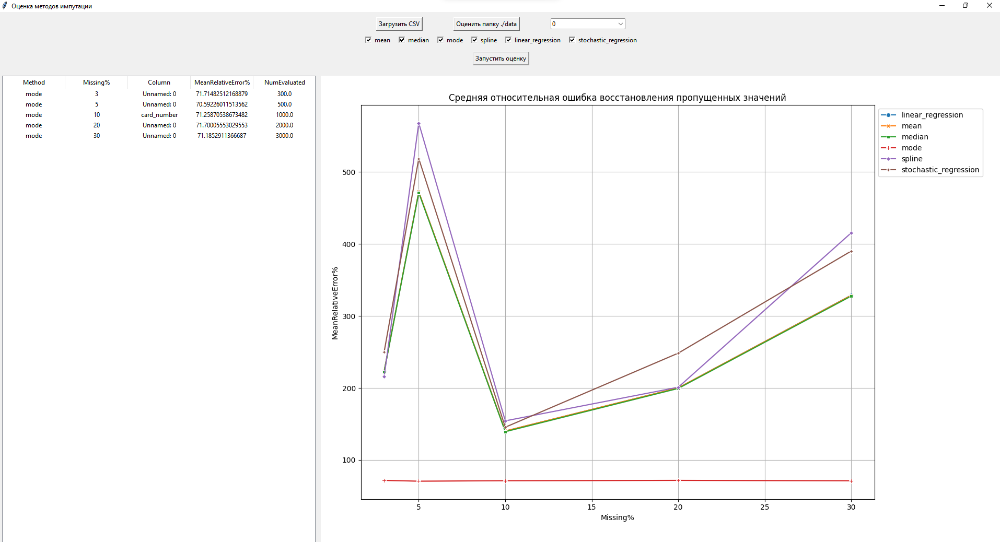 Оценка методов импутации
Загрузить CSV Оценить папку ./data 0
mean median mode spline linear_regression stochastic_regression
Запустить оценку
Method Missing% Column MeanRelativeError% NumEvaluated
mode 3 Unnamed: 0 71.71482512168879 300.0
mode 5 Unnamed: 0 70.59226011513562 500.0
mode 10 card_number 71.25870538673482 1000.0
mode 20 Unnamed: 0 71.70005553029553 2000.0
mode 30 Unnamed: 0 71.1852911366687 3000.0
Средняя относительная ошибка восстановления пропущенных значений
linear_regression
mean
median
mode
spline
stochastic_regression
MeanRelativeError%
500
400
300
200
100
5 10 15 20 25 30
Missing%